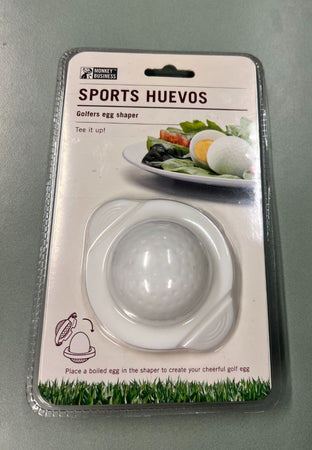 MONKEY
BUSINESS
SPORTS HUEVOS
Golfers egg shaper
Tee it up!
Place a boiled egg in the shaper to create your cheerful golf egg